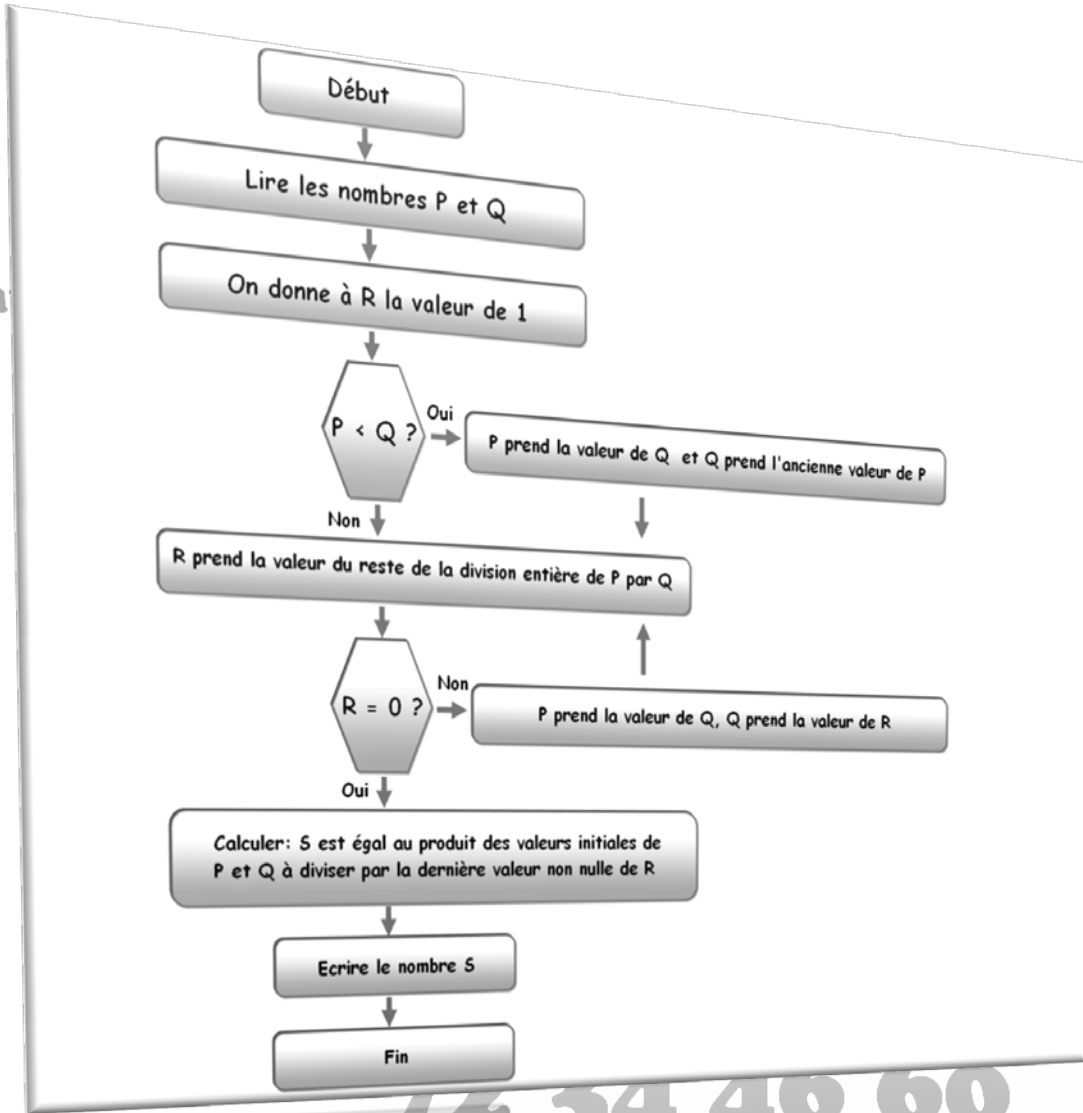 Début
Lire les nombres P et Q
On donne à R la valeur de 1
P < Q ?
Oui
P prend la valeur de Q et Q prend l'ancienne valeur de P
Non
R prend la valeur du reste de la division entière de P par Q
R = 0 ?
Non
P prend la valeur de Q, Q prend la valeur de R
Oui
Calculer: S est égal au produit des valeurs initiales de
P et Q à diviser par la dernière valeur non nulle de R
Ecrire le nombre S
Fin
34 46 60